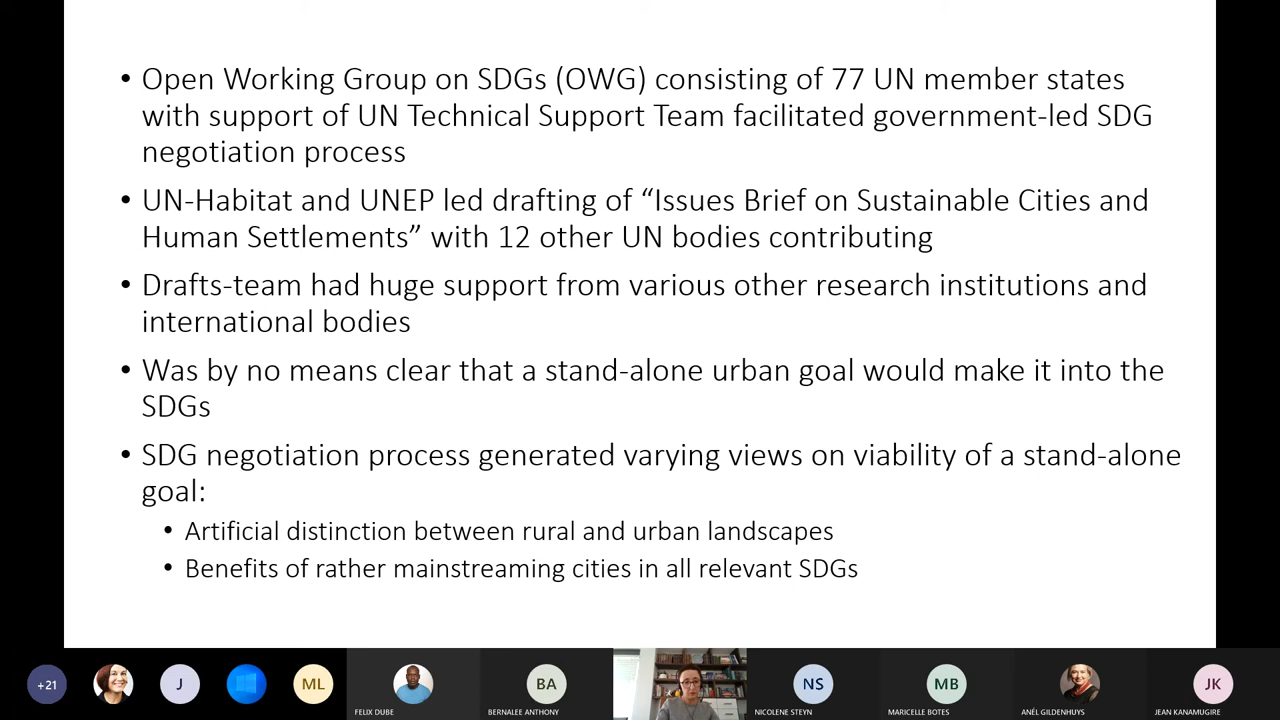 • Open Working Group on SDGs (OWG) consisting of 77 UN member states
with support of UN Technical Support Team facilitated government-led SDG
negotiation process
• UN-Habitat and UNEP led drafting of “Issues Brief on Sustainable Cities and
Human Settlements” with 12 other UN bodies contributing
• Drafts-team had huge support from various other research institutions and
international bodies
• Was by no means clear that a stand-alone urban goal would make it into the
SDGs
• SDG negotiation process generated varying views on viability of a stand-alone
goal:
• Artificial distinction between rural and urban landscapes
• Benefits of rather mainstreaming cities in all relevant SDGs
+21
J
ML
FELIX DUBE
BA
BERNALEE ANTHONY
NS
NICOLENE STEYN
MB
MARICELLE BOTES
ANÉL GILDENHUYS
JK
JEAN KANAMUGIRE